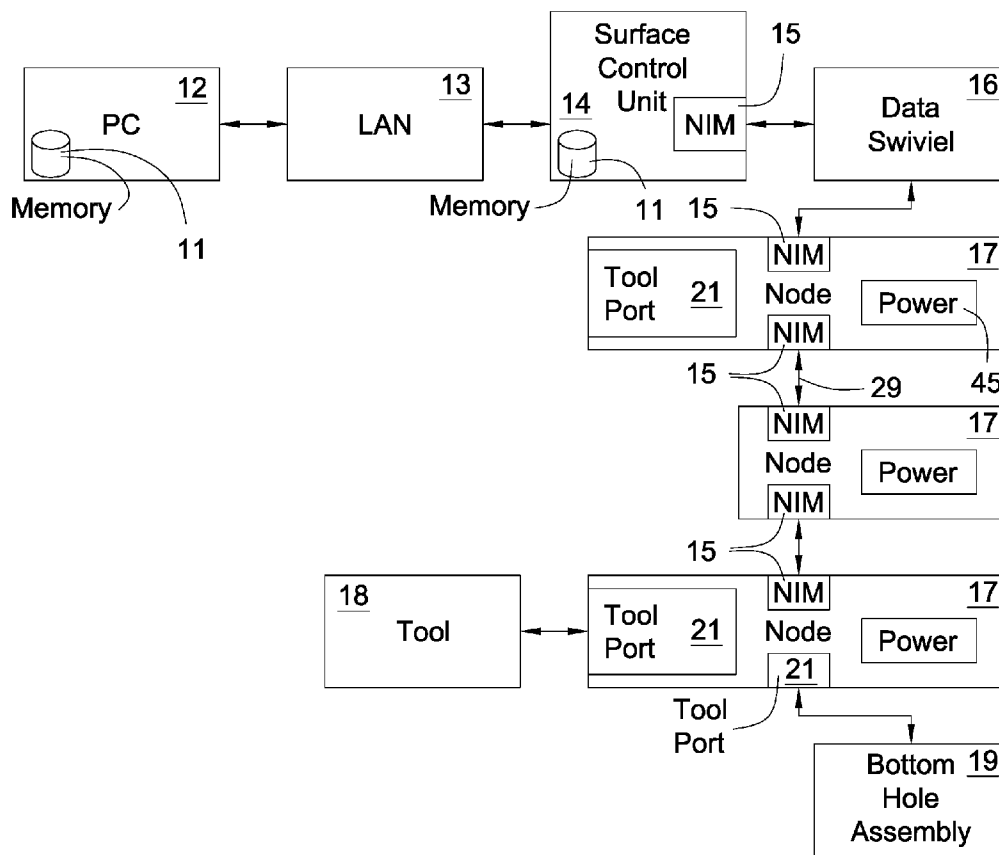 12
PC
Memory
11
13
LAN
Surface
Control
Unit
14
NIM
15
Memory
11
16
Data
Swiviel
15
NIM
17
Tool
Port
21
Node
Power
NIM
15
29
45
NIM
17
Node
Power
NIM
15
18
Tool
NIM
17
Tool
Port
21
Node
Power
21
Tool
Port
Bottom
Hole
Assembly
19